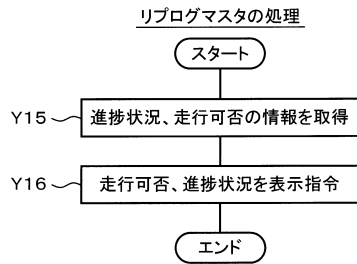 リプログマスタの処理
スタート
Y15
進捗状況、走行可否の情報を取得
Y16
走行可否、進捗状況を表示指令
エンド